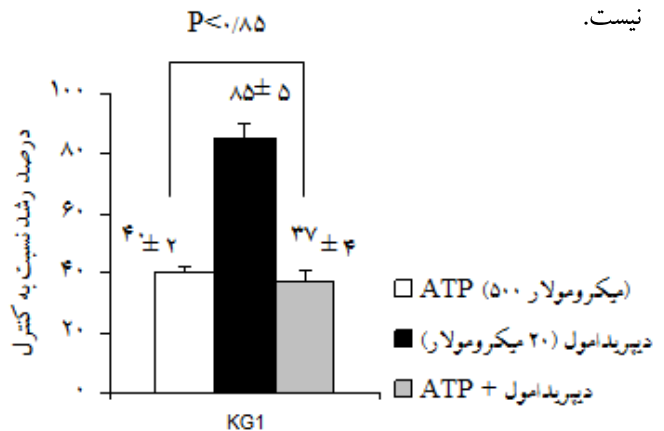 نیست.
P<۰/۸۵
۸۵± ۵
۴۰± ۲
۳۷ ± ۴
۱۰۰
۸۰
۶۰
۴۰
۲۰
۰
درصد رشد نسبت به کنترل
KG1
ATP (۵۰۰ میکرومولار)
دیپریدامول (۲۰ میکرومولار)
دیپریدامول + ATP